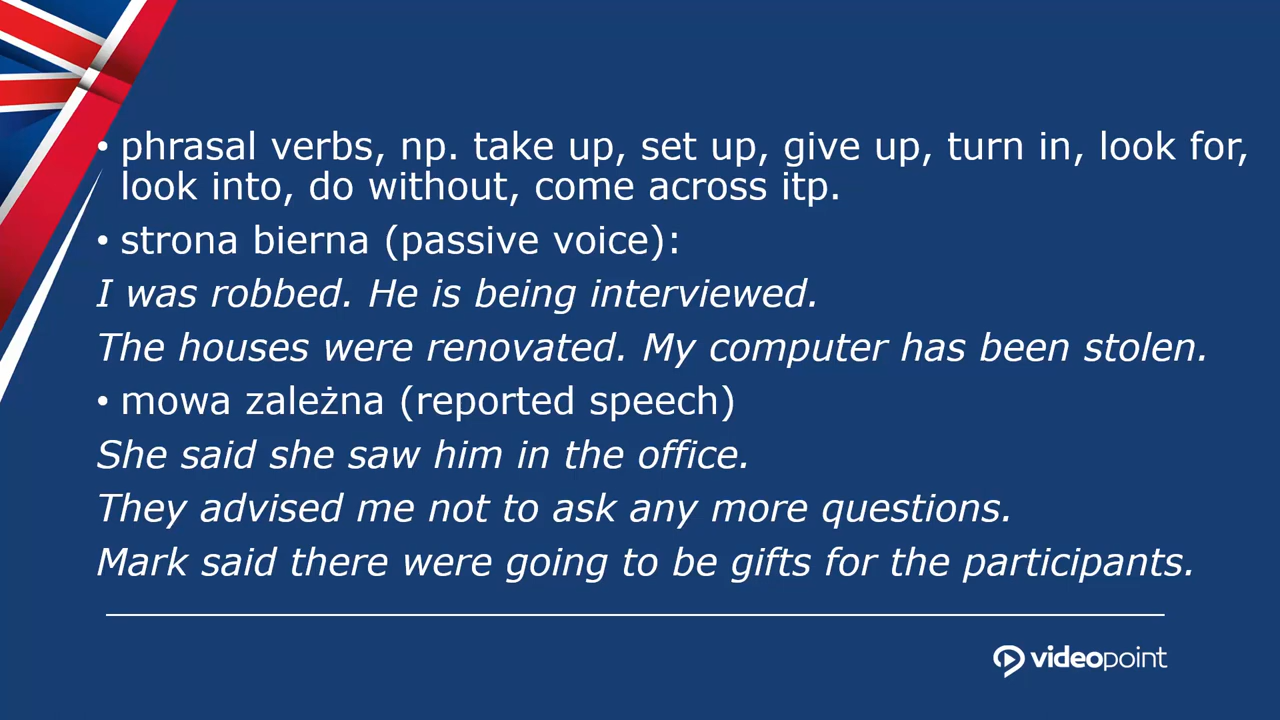 • phrasal verbs, np. take up, set up, give up, turn in, look for,
look into, do without, come across itp.
• strona bierna (passive voice):
I was robbed. He is being interviewed.
The houses were renovated. My computer has been stolen.
• mowa zależna (reported speech)
She said she saw him in the office.
They advised me not to ask any more questions.
Mark said there were going to be gifts for the participants.
videopoint